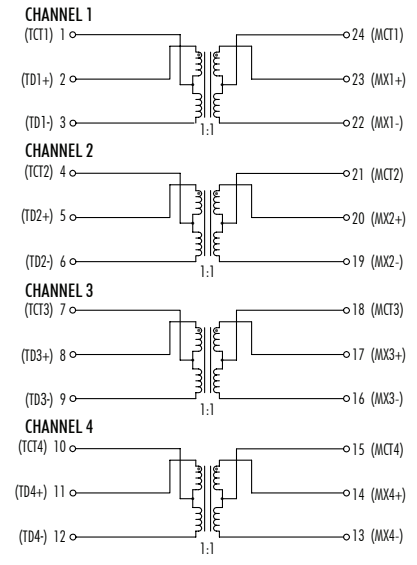 CHANNEL 1
(TCT1) 1 24 (MCT1)
(TD1+) 2 23 (MX1+)
(TD1-) 3 22 (MX1-)
1:1
CHANNEL 2
(TCT2) 4 21 (MCT2)
(TD2+) 5 20 (MX2+)
(TD2-) 6 19 (MX2-)
1:1
CHANNEL 3
(TCT3) 7 18 (MCT3)
(TD3+) 8 17 (MX3+)
(TD3-) 9 16 (MX3-)
1:1
CHANNEL 4
(TCT4) 10 15 (MCT4)
(TD4+) 11 14 (MX4+)
(TD4-) 12 13 (MX4-)
1:1